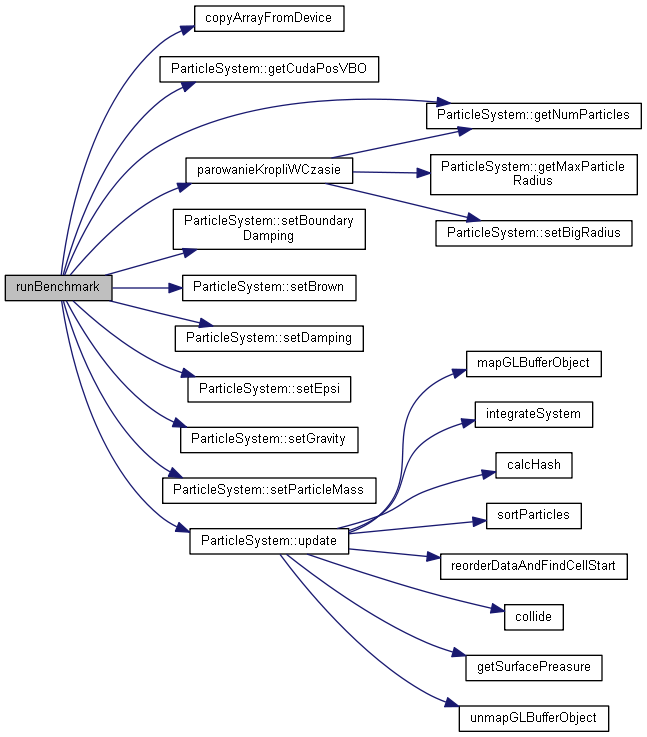 copyArrayFromDevice
ParticleSystem::getCudaPosVBO
ParticleSystem::getNumParticles
parowanieKropliWCzasie
ParticleSystem::getMaxParticle
Radius
ParticleSystem::setBoundary
Damping
ParticleSystem::setBigRadius
runBenchmark
ParticleSystem::setBrown
ParticleSystem::setDamping
mapGLBufferObject
ParticleSystem::setEpsi
integrateSystem
ParticleSystem::setGravity
calcHash
ParticleSystem::setParticleMass
sortParticles
ParticleSystem::update
reorderDataAndFindCellStart
collide
getSurfacePreasure
unmapGLBufferObject